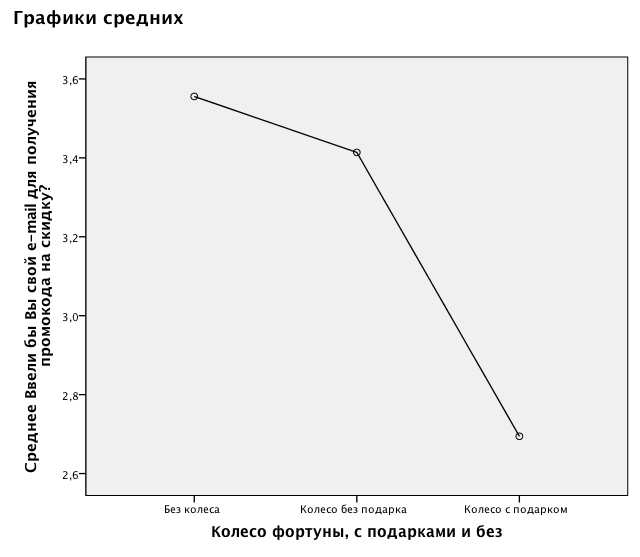 Графики средних
Среднее Ввели бы Вы свой e-mail для получения
промокода на скидку?
3,6
3,4
3,2
3,0
2,8
2,6
Без колеса
Колесо без подарка
Колесо с подарком
Колесо фортуны, с подарками и без